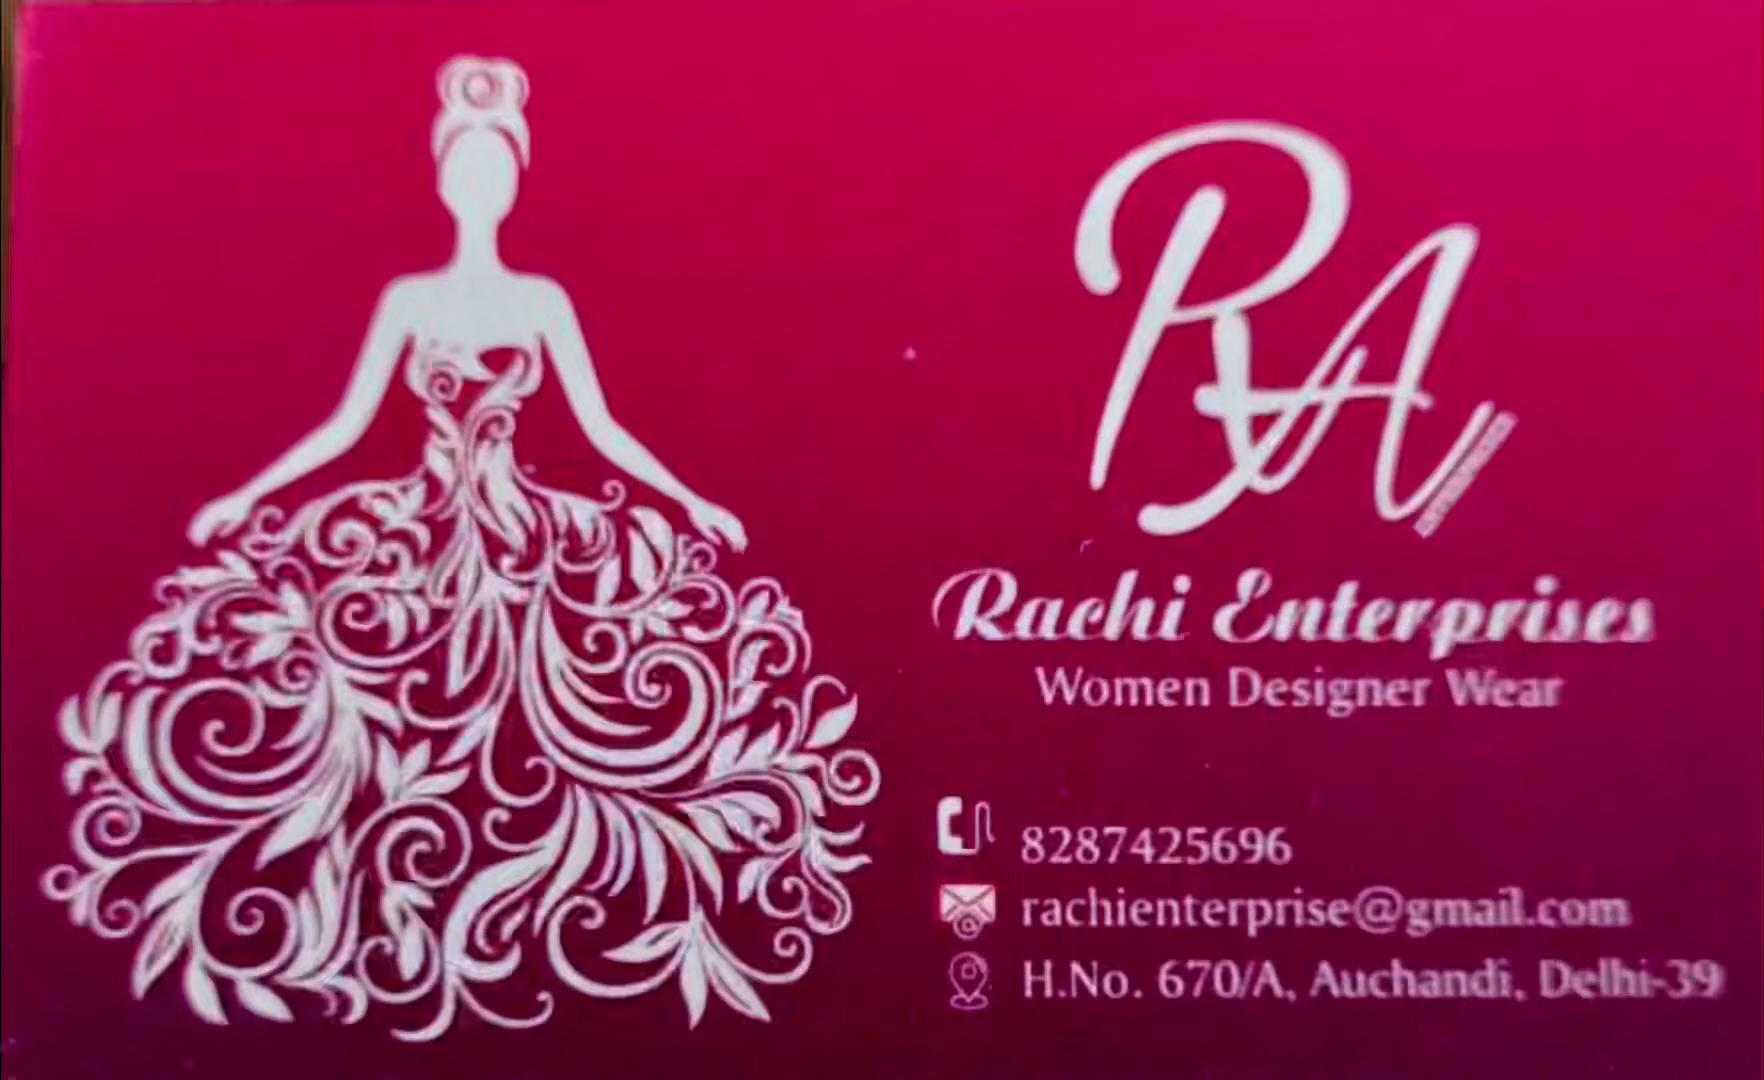 RA
Rachi Enterprises
Women Designer Wear
8287425696
rachienterprise@gmail.com
H.No. 670/A, Auchandi, Delhi-39